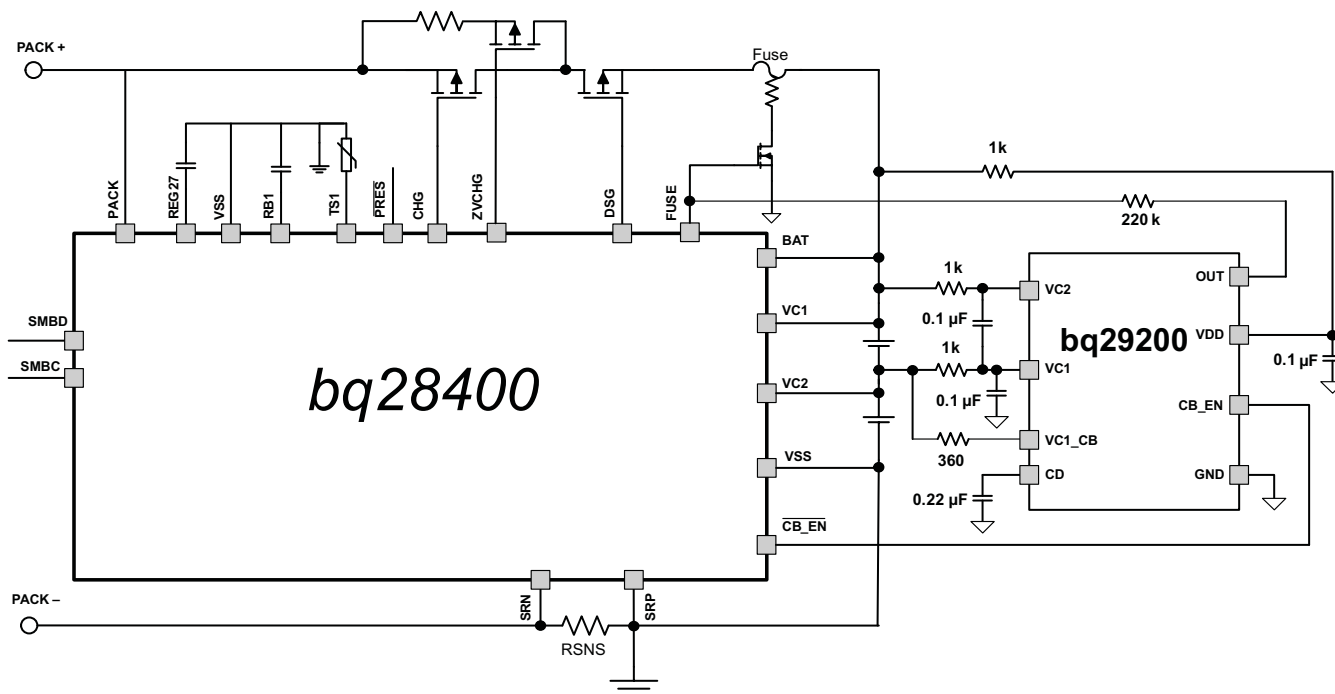 PACK +
Fuse
1k
220 k
PACK
REG27
VSS
RB1
TS1
PRES
CHG
ZVCHG
DSG
FUSE
BAT
VC1
VC2
VSS
CB_EN
SMBD
SMBC
bq28400
SRN
SRP
RSNS
PACK –
1k
0.1 µF
1k
0.1 µF
360
0.22 µF
VC2
VC1
VC1_CB
CD
bq29200
OUT
VDD
CB_EN
GND
0.1 µF